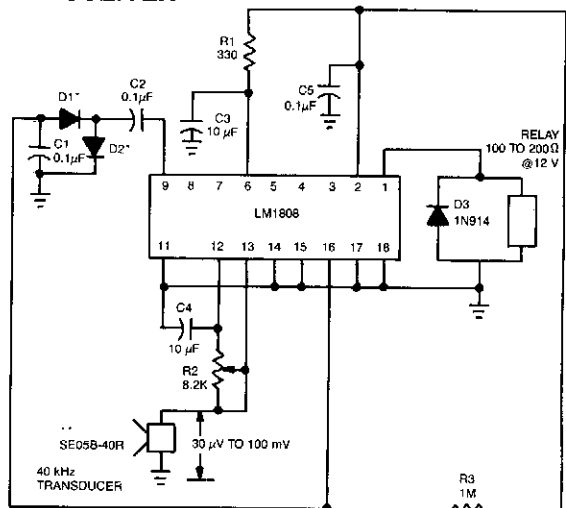 R1
330
C2
0.1μF
D1*
C3
10 μF
C5
0.1μF
D2*
C1
0.1μF
RELAY
100 TO 200Ω
@12 V
9 8 7 6 5 4 3 2 1
LM1808
D3
1N914
11 12 13 14 15 16 17 18
C4
10 μF
R2
8.2K
SE05B-40R
30 μV TO 100 mV
40 kHz
TRANSDUCER
R3
1M